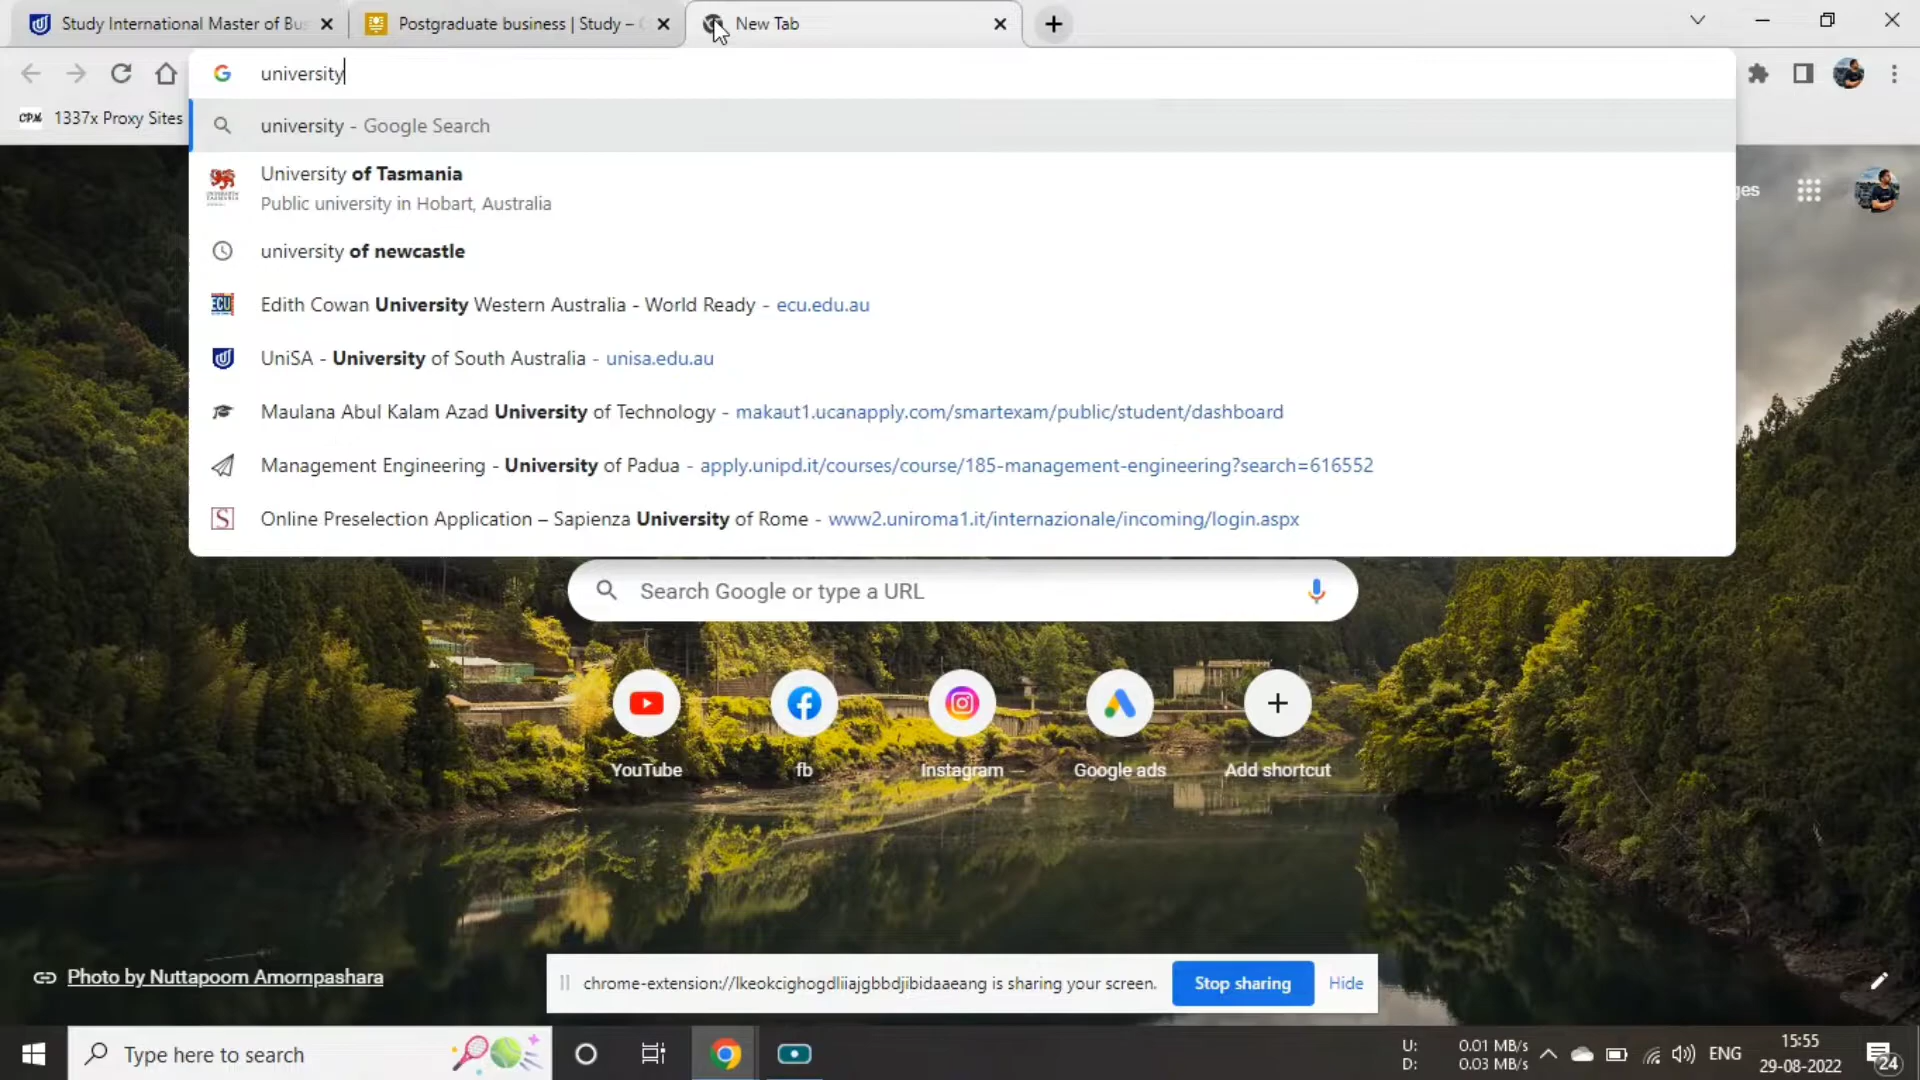 Study International Master of Bus
Postgraduate business | Study –
New Tab
university
CPM 1337x Proxy Sites
university - Google Search
University of Tasmania
Public university in Hobart, Australia
ges
university of newcastle
ECU Edith Cowan University Western Australia - World Ready - ecu.edu.au
UniSA - University of South Australia - unisa.edu.au
Maulana Abul Kalam Azad University of Technology - makaut1.ucanapply.com/smartexam/public/student/dashboard
Management Engineering - University of Padua - apply.unipd.it/courses/course/185-management-engineering?search=616552
S Online Preselection Application – Sapienza University of Rome - www2.uniroma1.it/internazionale/incoming/login.aspx
Search Google or type a URL
YouTube fb Instagram Google ads Add shortcut
Photo by Nuttapoom Amornpashara
chrome-extension://lkeokcighogdliiajgbbdjibidaaeang is sharing your screen. Stop sharing Hide
Type here to search
U: 0.01 MB/s
D: 0.03 MB/s
ENG
15:55
29-08-2022
24